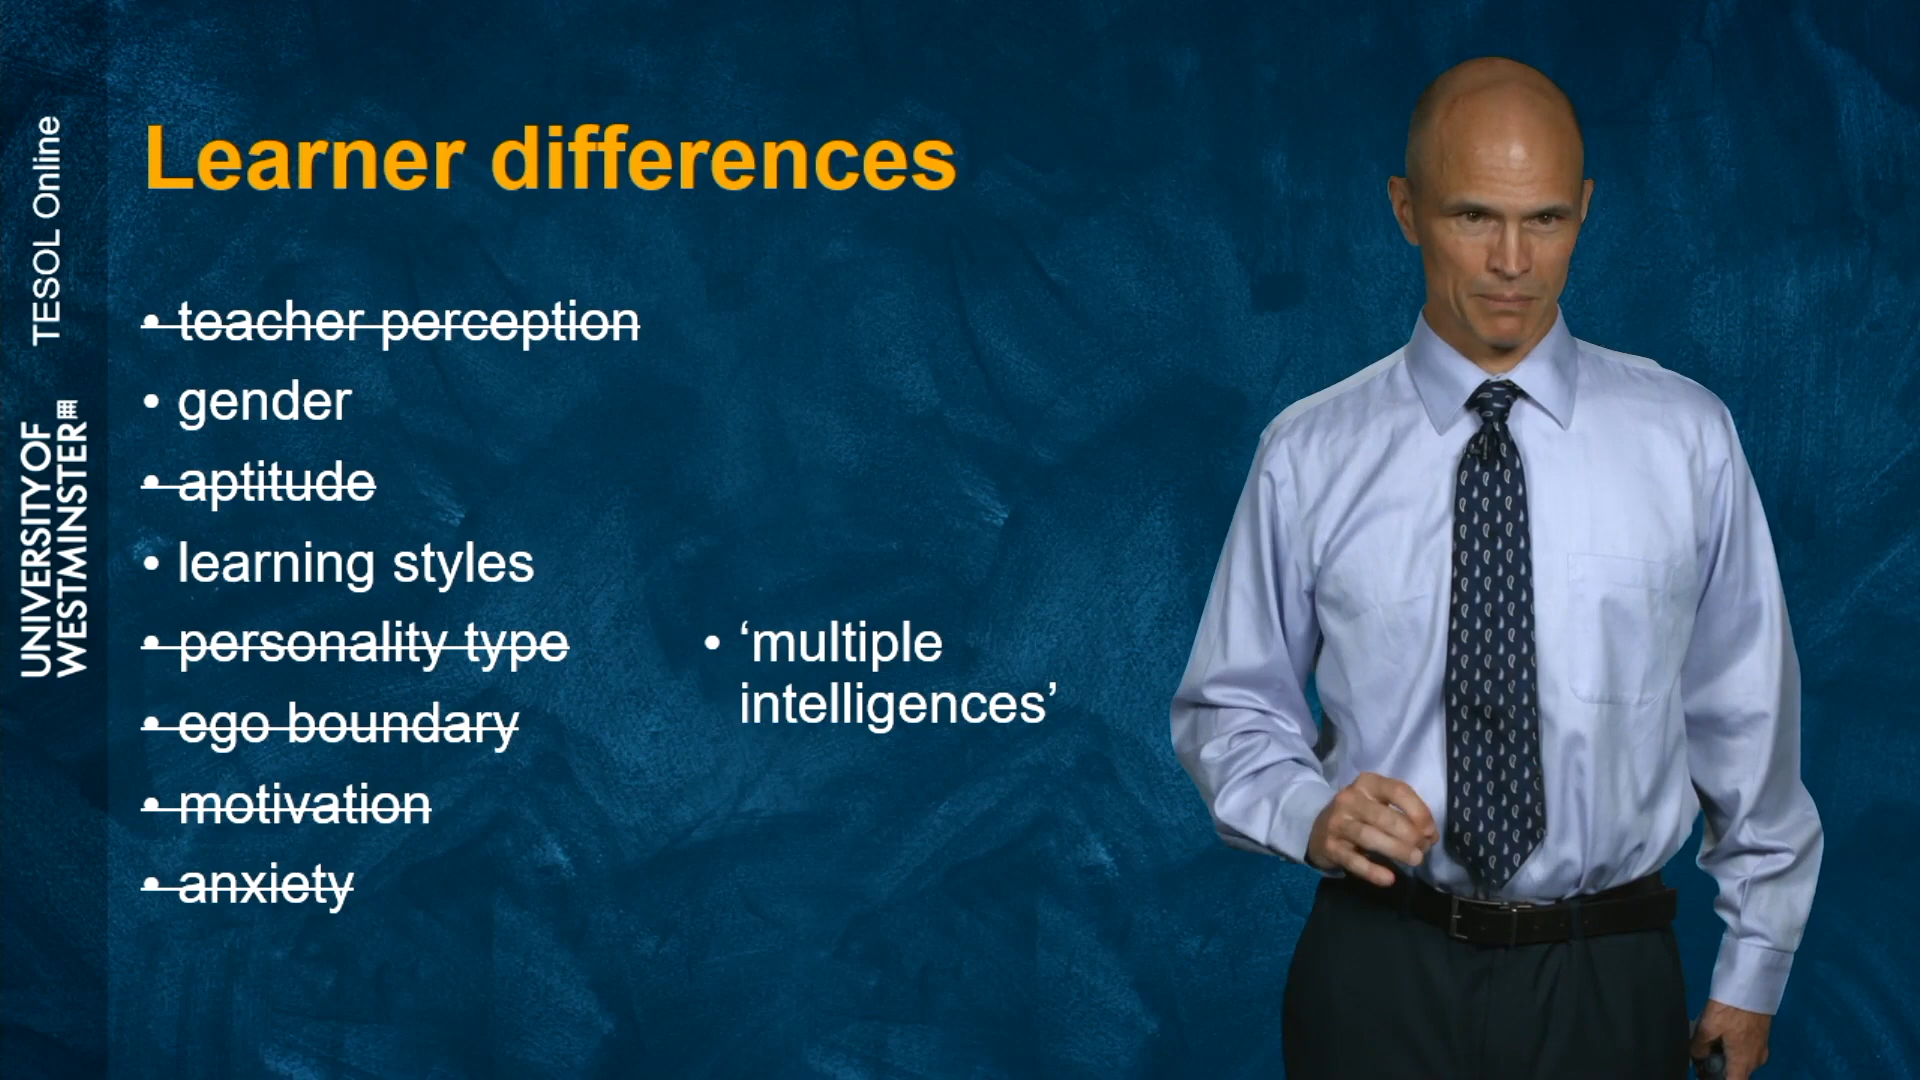 TESOL Online
UNIVERSITY OF
WESTMINSTER
Learner differences
• teacher perception
• gender
• aptitude
• learning styles
• personality type
• ego boundary
• motivation
• anxiety
• ‘multiple
intelligences’